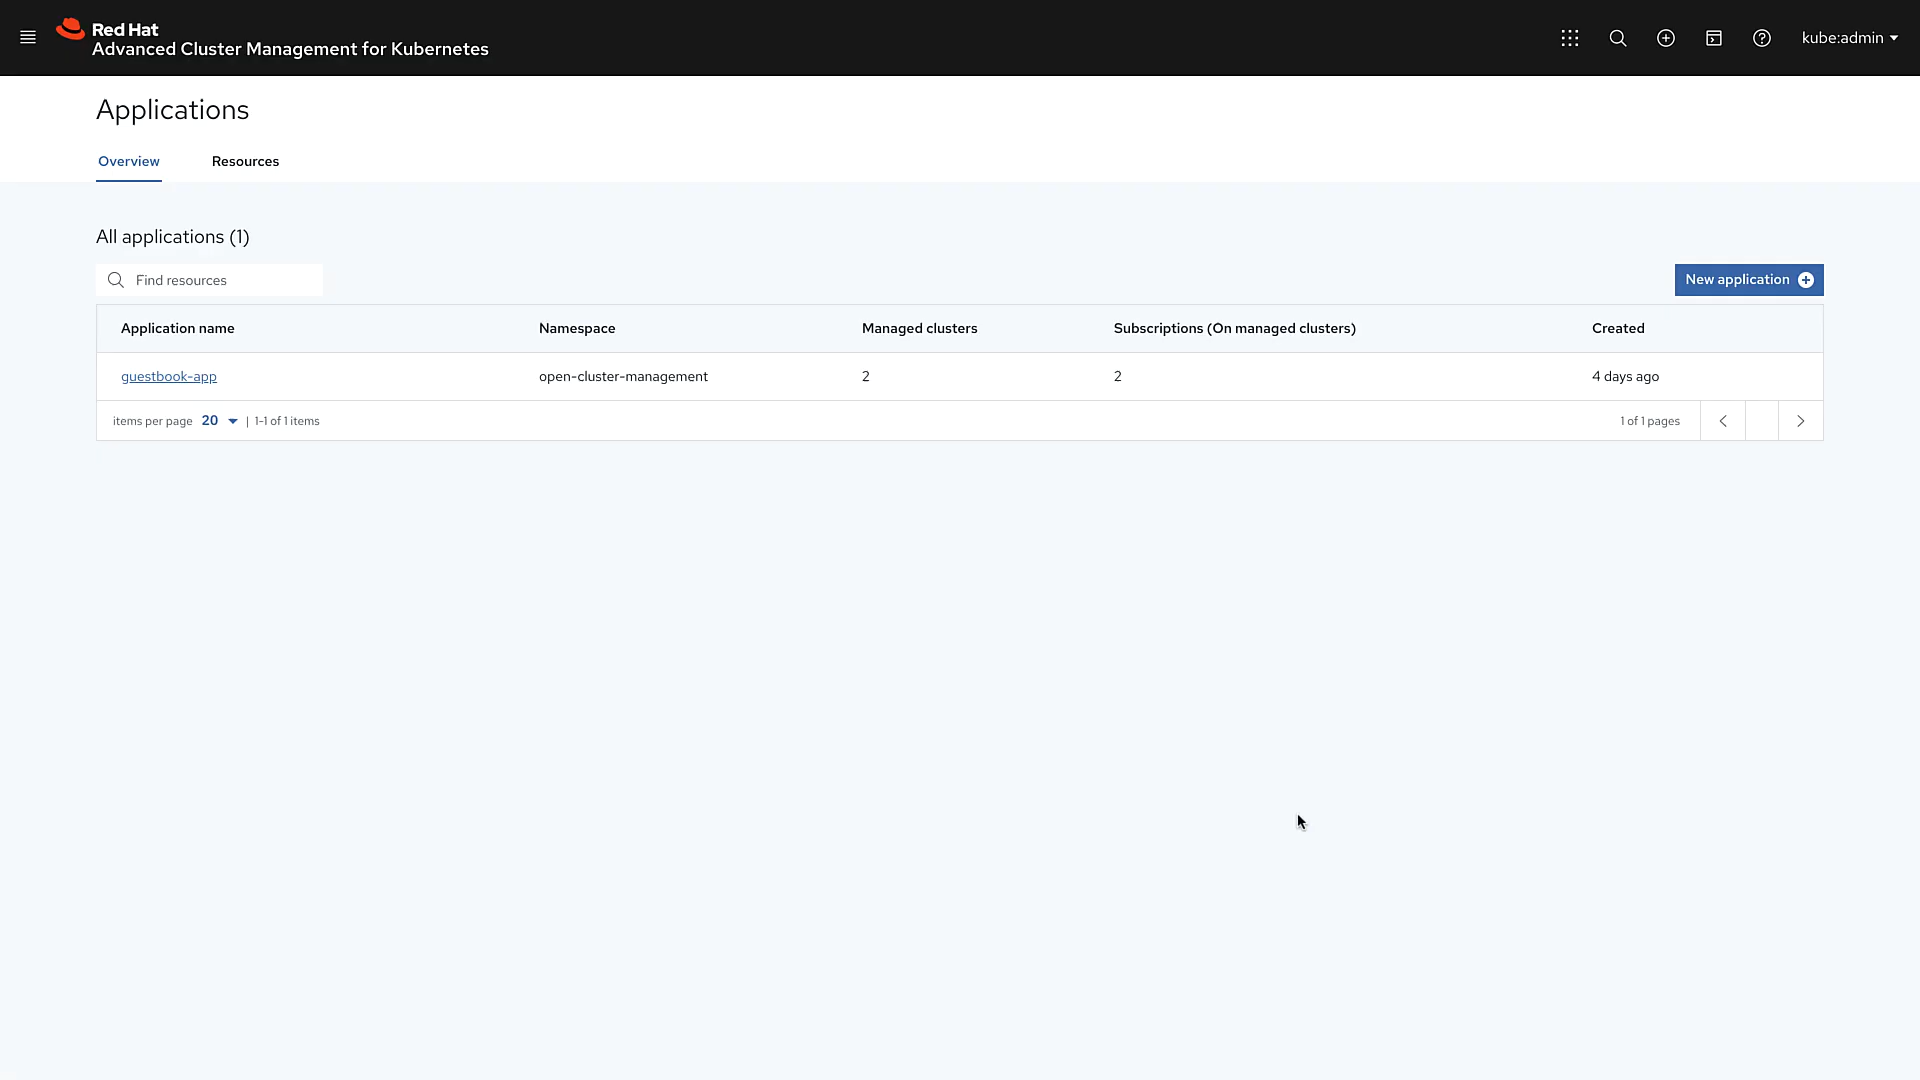 Red Hat
Advanced Cluster Management for Kubernetes
kube:admin
Applications
Overview Resources
All applications (1)
Find resources
New application
Application name Namespace Managed clusters Subscriptions (On managed clusters) Created
guestbook-app open-cluster-management 2 2 4 days ago
items per page 20 | 1-1 of 1 items 1 of 1 pages